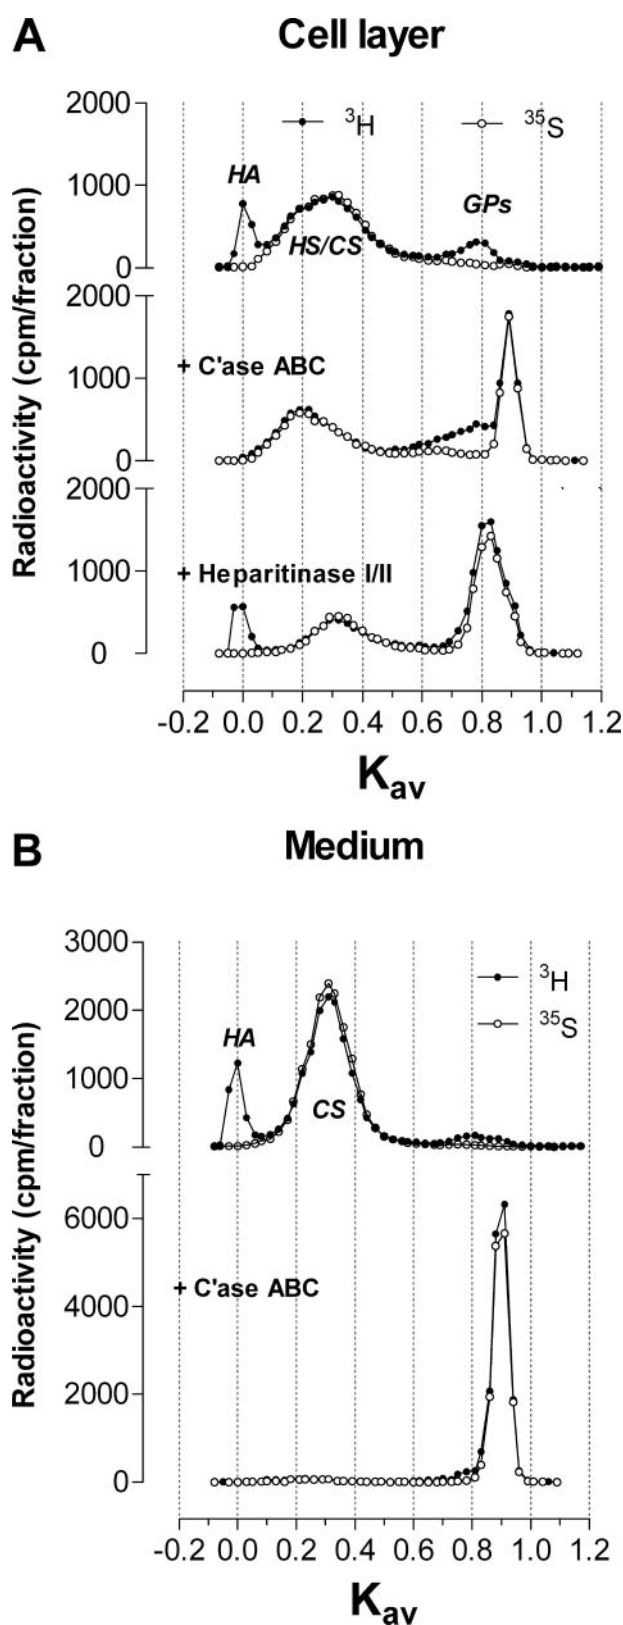 A Cell layer
2000
³H
³⁵S
HA
GPs
1000
HS/CS
0
2000
+ C'ase ABC
1000
0
2000
+ Heparitinase I/II
1000
0
Radioactivity (cpm/fraction)
-0.2 0.0 0.2 0.4 0.6 0.8 1.0 1.2
Kav
B Medium
3000
³H
³⁵S
2000
HA
1000
CS
0
6000
+ C'ase ABC
4000
2000
0
Radioactivity (cpm/fraction)
-0.2 0.0 0.2 0.4 0.6 0.8 1.0 1.2
Kav